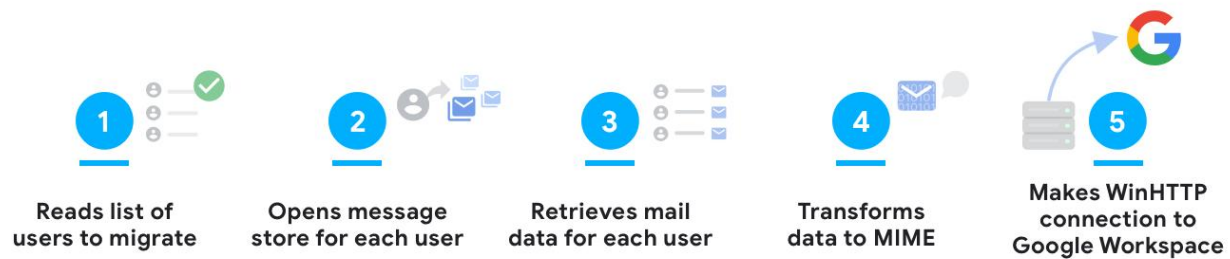 1
Reads list of
users to migrate
2
Opens message
store for each user
3
Retrieves mail
data for each user
4
Transforms
data to MIME
5
Makes WinHTTP
connection to
Google Workspace